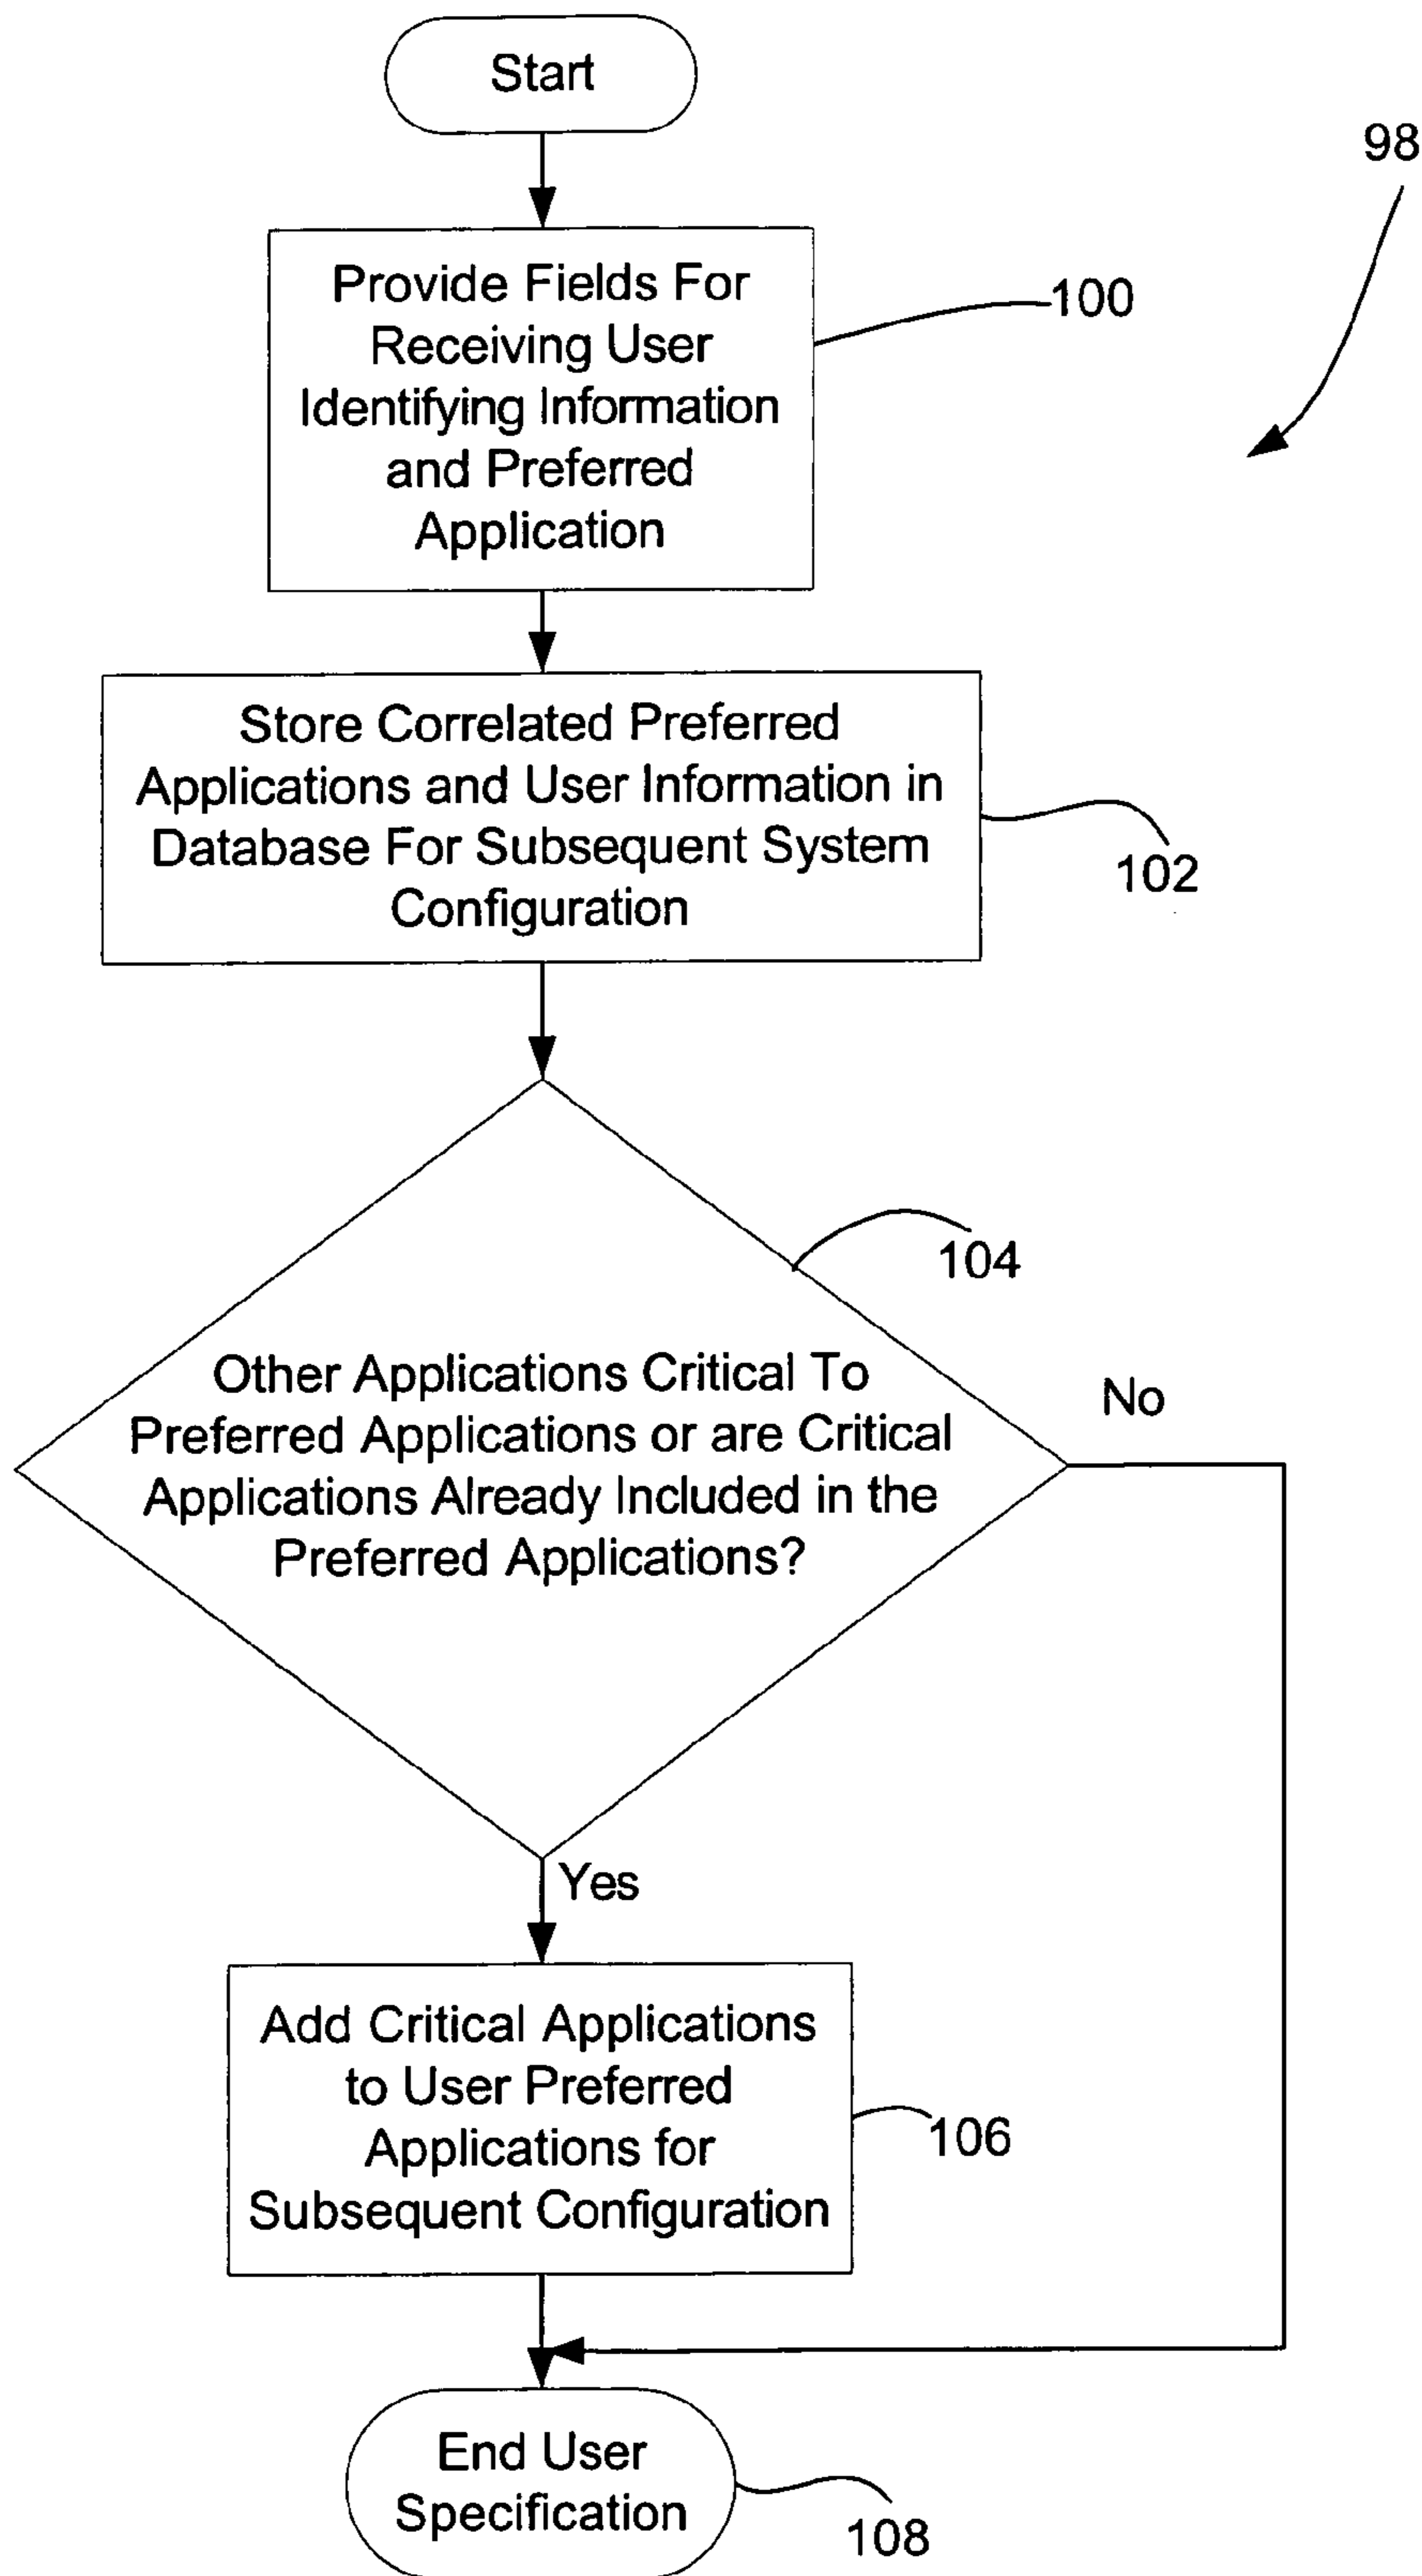 Start
98
Provide Fields For
Receiving User
Identifying Information
and Preferred
Application
100
Store Correlated Preferred
Applications and User Information in
Database For Subsequent System
Configuration
102
104
Other Applications Critical To
Preferred Applications or are Critical
Applications Already Included in the
Preferred Applications?
No
Yes
Add Critical Applications
to User Preferred
Applications for
Subsequent Configuration
106
End User
Specification
108